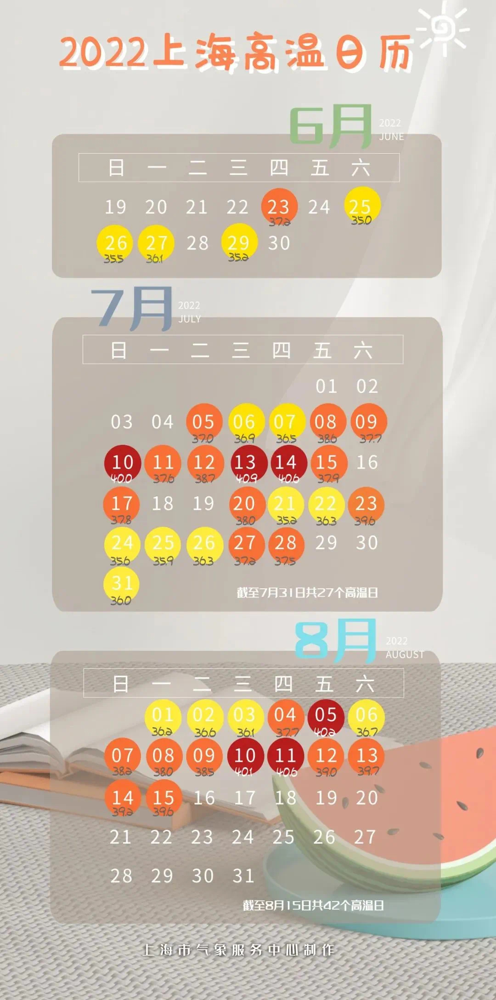 2022上海高温日历
6月
2022
JUNE
日 一 二 三 四 五 六
19 20 21 22 23 24 25
37.2 35.0
26 27 28 29 30
35.5 36.1 35.2
7月
2022
JULY
日 一 二 三 四 五 六
01 02
03 04 05 06 07 08 09
37.0 36.9 36.5 38.6 37.7
10 11 12 13 14 15 16
40.0 37.6 38.7 40.9 40.6 37.9
17 18 19 20 21 22 23
37.8 38.0 35.2 36.3 39.6
24 25 26 27 28 29 30
35.6 35.9 36.3 37.2 37.5
31
36.0
截至7月31日共27个高温日
8月
2022
AUGUST
日 一 二 三 四 五 六
01 02 03 04 05 06
36.2 36.6 36.1 37.7 40.2 36.7
07 08 09 10 11 12 13
38.2 38.0 38.5 40.1 40.6 39.0 39.7
14 15 16 17 18 19 20
39.2 39.6
21 22 23 24 25 26 27
28 29 30 31
截至8月15日共42个高温日
上海市气象服务中心制作